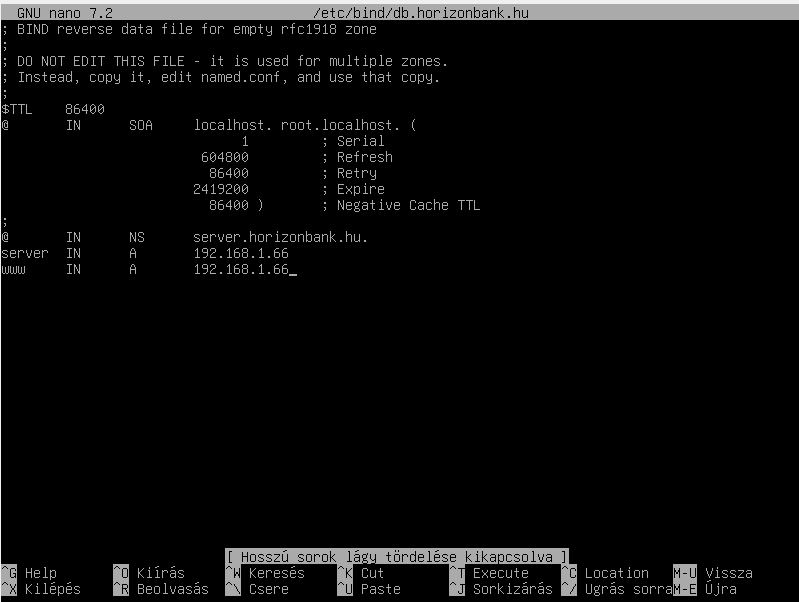 GNU nano 7.2 /etc/bind/db.horizonbank.hu
; BIND reverse data file for empty rfc1918 zone
;
; DO NOT EDIT THIS FILE - it is used for multiple zones.
; Instead, copy it, edit named.conf, and use that copy.
;
$TTL 86400
@ IN SOA localhost. root.localhost. (
1 ; Serial
604800 ; Refresh
86400 ; Retry
2419200 ; Expire
86400 ) ; Negative Cache TTL
;
@ IN NS server.horizonbank.hu.
server IN A 192.168.1.66
www IN A 192.168.1.66_
[ Hosszú sorok lágy tördelése kikapcsolva ]
^G Help ^O Kiírás ^W Keresés ^K Cut ^T Execute ^C Location M-U Vissza
^X Kilépés ^R Beolvasás ^\ Csere ^U Paste ^J Sorkizárás ^/ Ugrás sorra M-E Újra